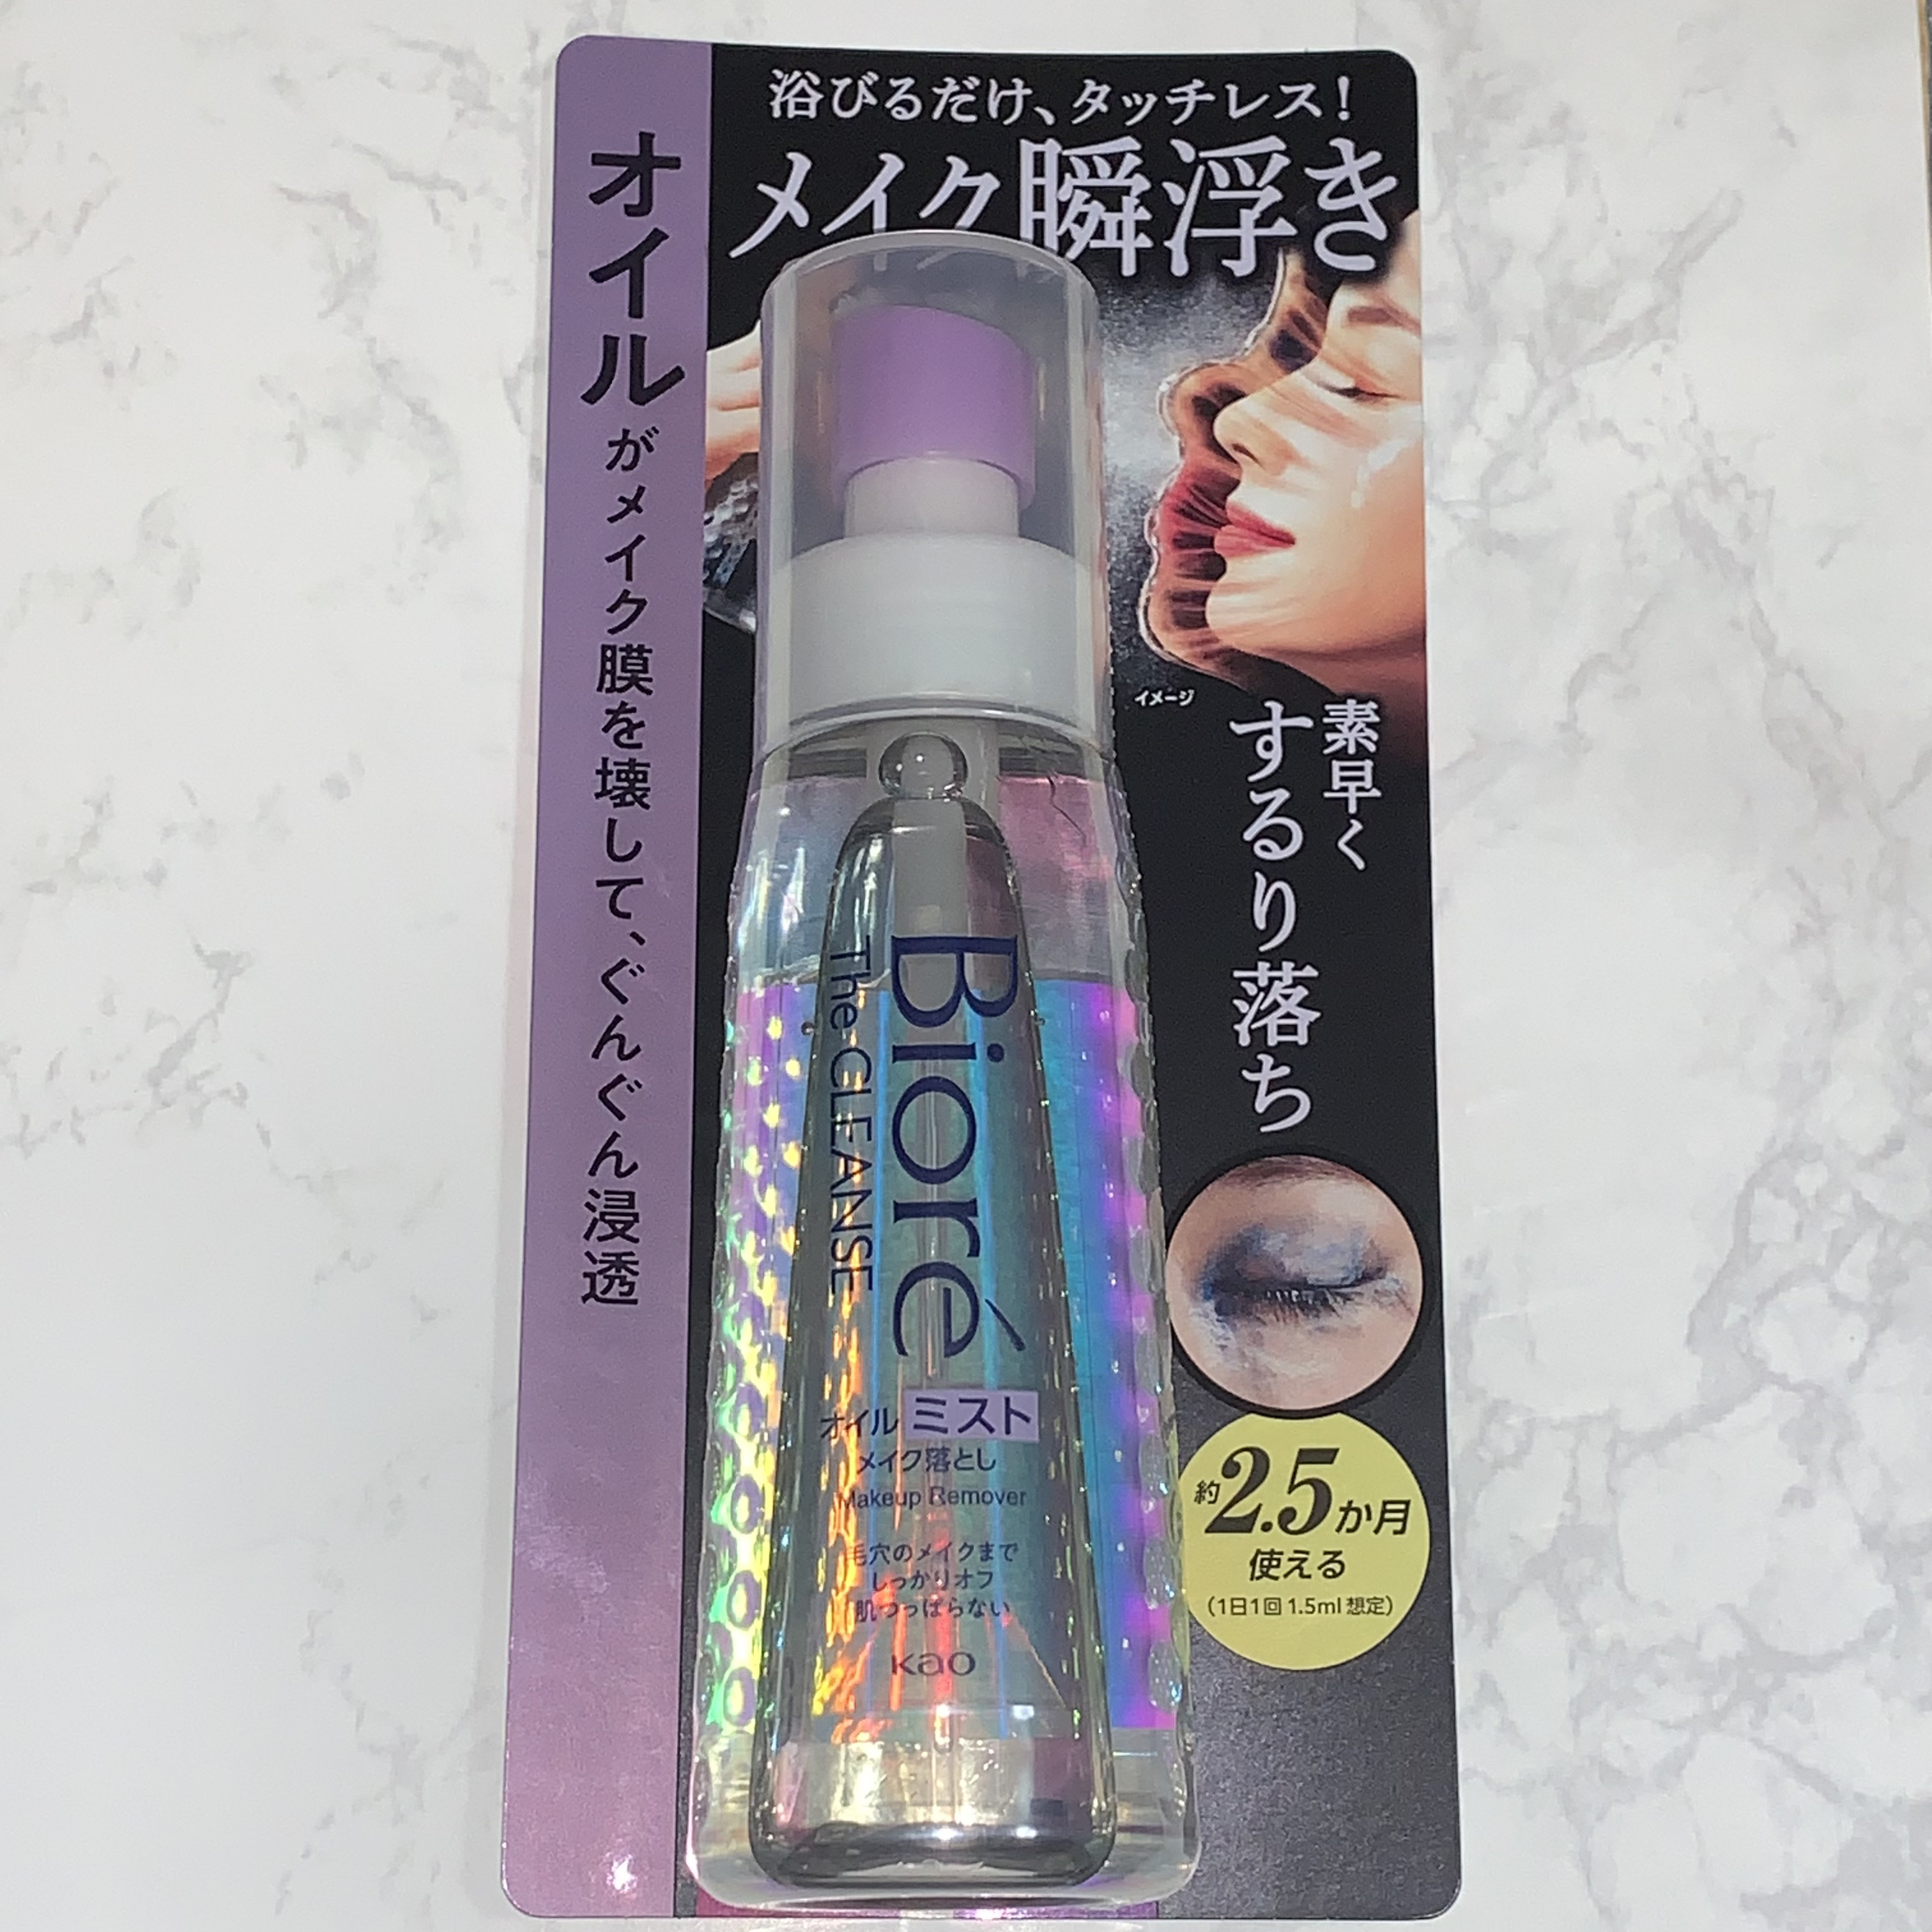 浴びるだけ、タッチレス!
メイク瞬浮き
オイルがメイク膜を壊して、ぐんぐん浸透
イメージ
素早く
するり落ち
Bioré
The CLEANSE
オイル ミスト
メイク落とし
Makeup Remover
毛穴のメイクまで
しっかりオフ
肌つっぱらない
Kao
約2.5か月
使える
(1日1回 1.5ml 想定)